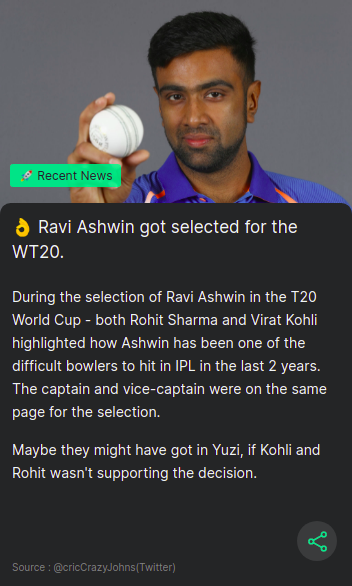 🚀 Recent News
👌 Ravi Ashwin got selected for the
WT20.
During the selection of Ravi Ashwin in the T20
World Cup - both Rohit Sharma and Virat Kohli
highlighted how Ashwin has been one of the
difficult bowlers to hit in IPL in the last 2 years.
The captain and vice-captain were on the same
page for the selection.
Maybe they might have got in Yuzi, if Kohli and
Rohit wasn't supporting the decision.
Source : @cricCrazyJohns(Twitter)